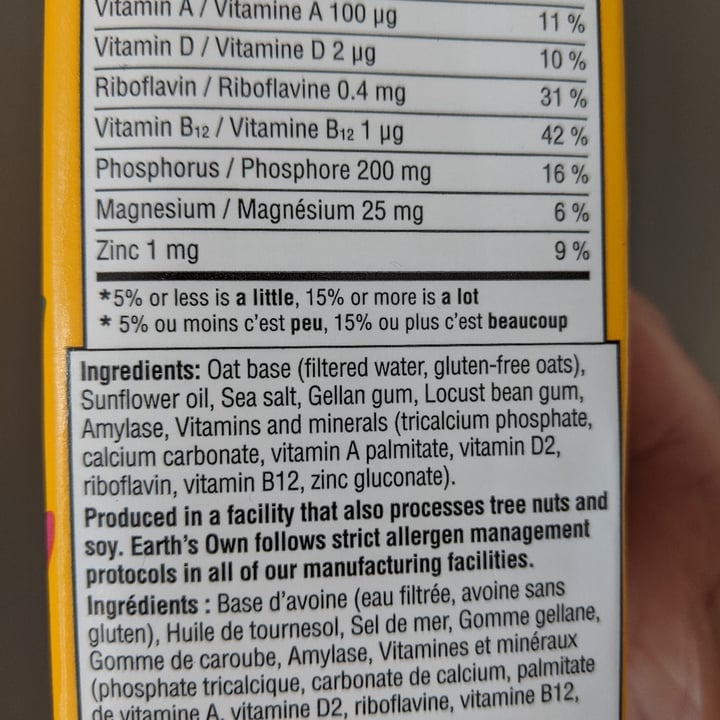 Vitamin A / Vitamine A 100 µg 11 %
Vitamin D / Vitamine D 2 µg 10 %
Riboflavin / Riboflavine 0.4 mg 31 %
Vitamin B12 / Vitamine B12 1 µg 42 %
Phosphorus / Phosphore 200 mg 16 %
Magnesium / Magnésium 25 mg 6 %
Zinc 1 mg 9 %
*5% or less is a little, 15% or more is a lot
* 5% ou moins c'est peu, 15% ou plus c'est beaucoup
Ingredients: Oat base (filtered water, gluten-free oats),
Sunflower oil, Sea salt, Gellan gum, Locust bean gum,
Amylase, Vitamins and minerals (tricalcium phosphate,
calcium carbonate, vitamin A palmitate, vitamin D2,
riboflavin, vitamin B12, zinc gluconate).
Produced in a facility that also processes tree nuts and
soy. Earth's Own follows strict allergen management
protocols in all of our manufacturing facilities.
Ingrédients : Base d'avoine (eau filtrée, avoine sans
gluten), Huile de tournesol, Sel de mer, Gomme gellane,
Gomme de caroube, Amylase, Vitamines et minéraux
(phosphate tricalcique, carbonate de calcium, palmitate
de vitamine A, vitamine D2, riboflavine, vitamine B12,